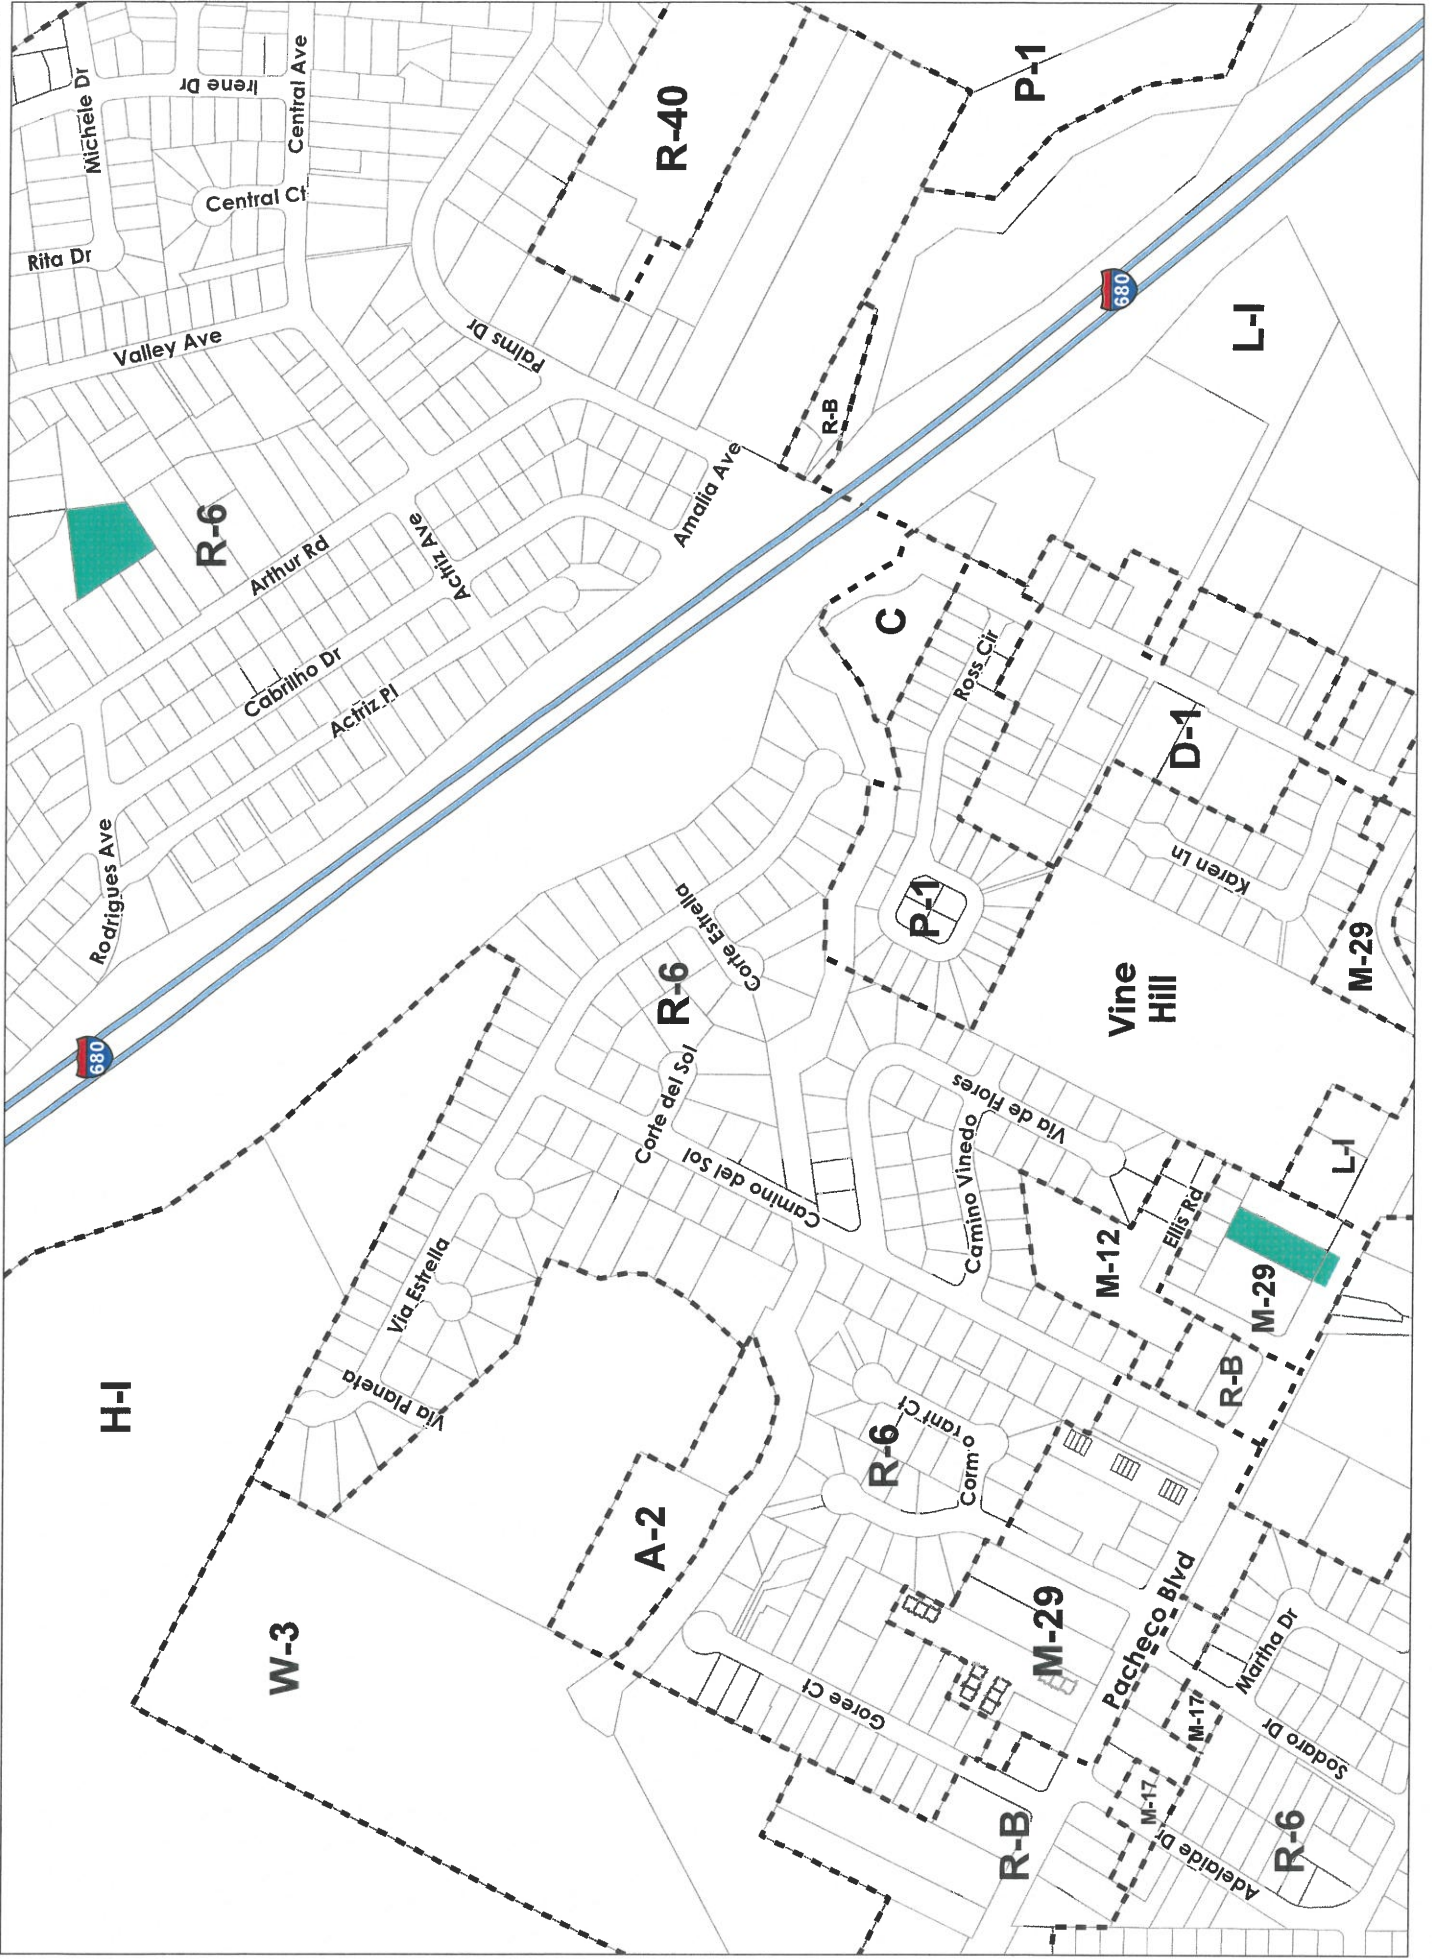 Michele Dr
Irene Dr
Central Ave
Central Ct
Rita Dr
Valley Ave
R-40
P-1
Palms Dr
680
L-I
R-B
R-6
Arthur Rd
Actriz Ave
Amalia Ave
Cabrilho Dr
Actriz Pl
C
Ross Cir
D-1
Rodrigues Ave
Karen Ln
P-1
M-29
Corte Estrella
R-6
Vine
Hill
680
Corte del Sol
Via de Flores
Camino del Sol
Camino Vinedo
L-I
Ellis Rd
M-12
M-29
Via Estrella
H-I
Via Planeta
R-B
Cormorant Ct
R-6
A-2
W-3
M-29
Pacheco Blvd
Martha Dr
Goree Ct
M-17
Sodaro Dr
M-17
R-B
Adelaide Dr
R-6